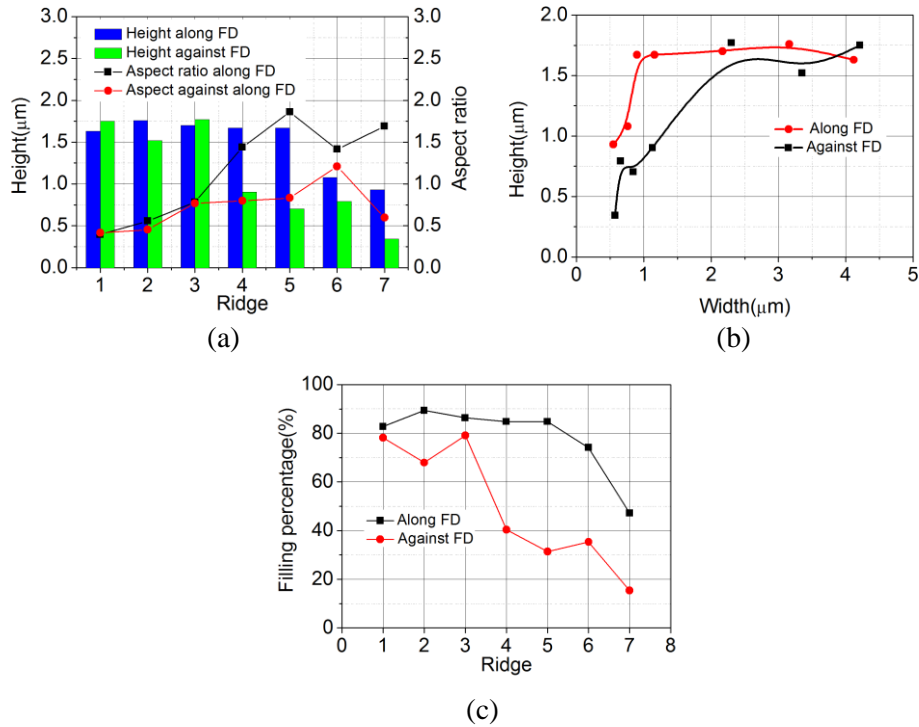 3.0
2.5
2.0
1.5
1.0
0.5
0.0
Height(μm)
Height along FD
Height against FD
Aspect ratio along FD
Aspect against along FD
3.0
2.5
2.0
1.5
1.0
0.5
0.0
Aspect ratio
1 2 3 4 5 6 7
Ridge
(a)
2.0
1.5
1.0
0.5
0.0
Height(μm)
Along FD
Against FD
0 1 2 3 4 5
Width(μm)
(b)
100
80
60
40
20
0
Filling percentage(%)
Along FD
Against FD
0 1 2 3 4 5 6 7 8
Ridge
(c)